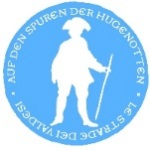 · AUF DEN SPUREN DER HUGENOTTEN ·
LE STRADE DEI VALDESI